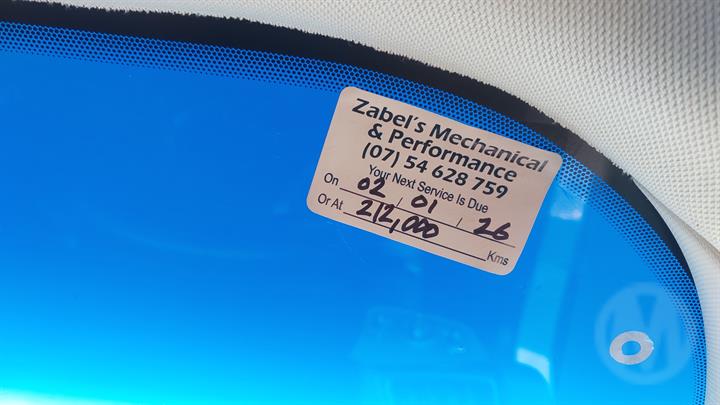 Zabel's Mechanical
& Performance
(07) 54 628 759
Your Next Service Is Due
On 02 / 01 / 26
Or At 212,000 Kms